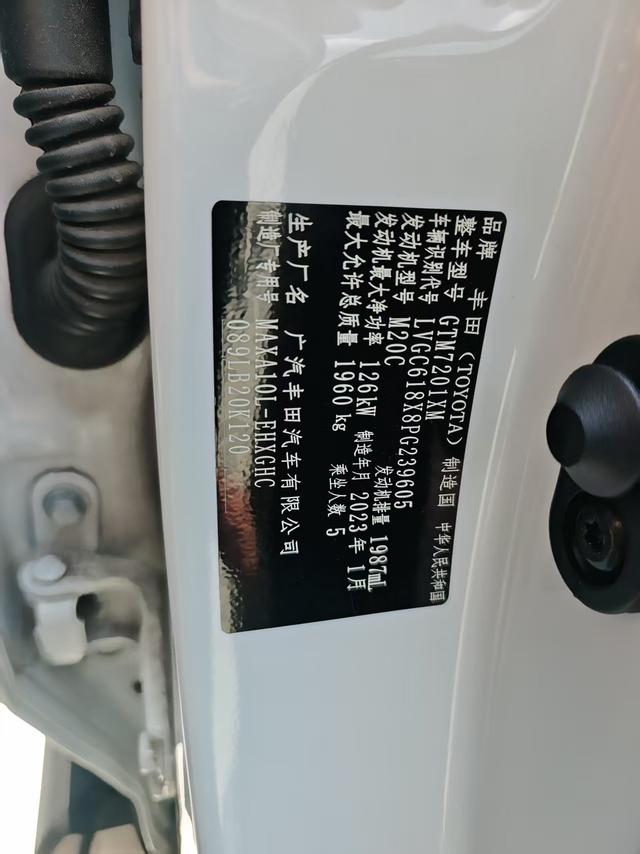 品牌 丰田（TOYOTA） 制造国 中华人民共和国
整车型号 GTM7201XM
车辆识别代号 LVGC618X8PG239605
发动机型号 M20C 发动机排量 1987mL
发动机最大净功率 126kW 制造年月 2023年 1月
最大允许总质量 1960 kg 乘坐人数 5
生产厂名 广汽丰田汽车有限公司
制造厂专用号 MAXA10L-EHXGHC
089LB20K120